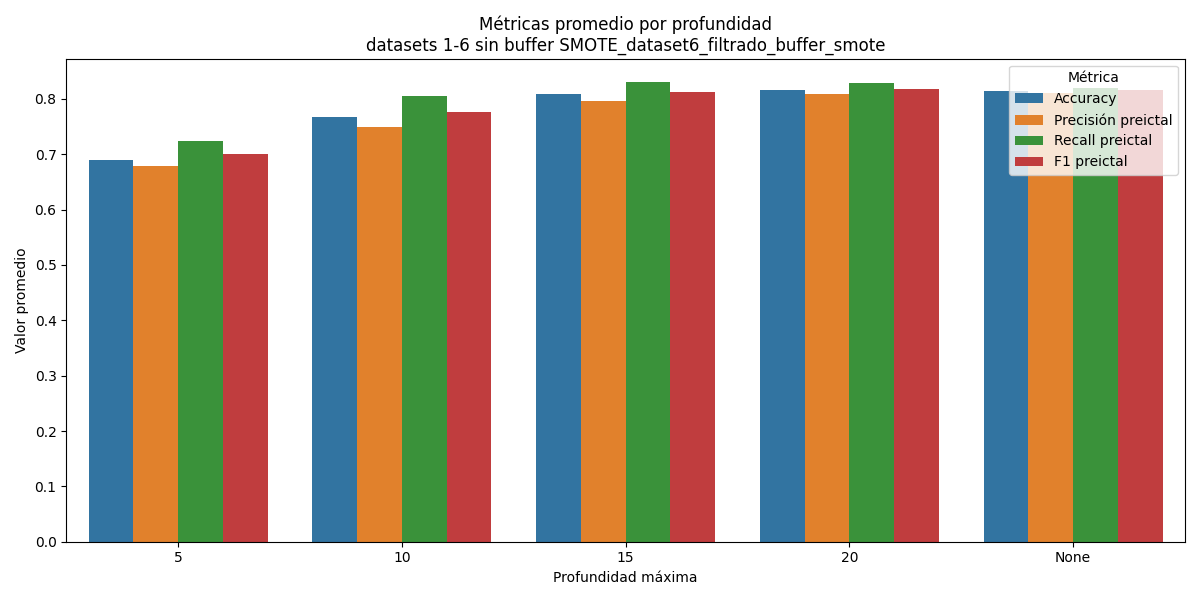 Métricas promedio por profundidad
datasets 1-6 sin buffer SMOTE_dataset6_filtrado_buffer_smote
Valor promedio
0.8
0.7
0.6
0.5
0.4
0.3
0.2
0.1
0.0
Métrica
Accuracy
Precisión preictal
Recall preictal
F1 preictal
5 10 15 20 None
Profundidad máxima